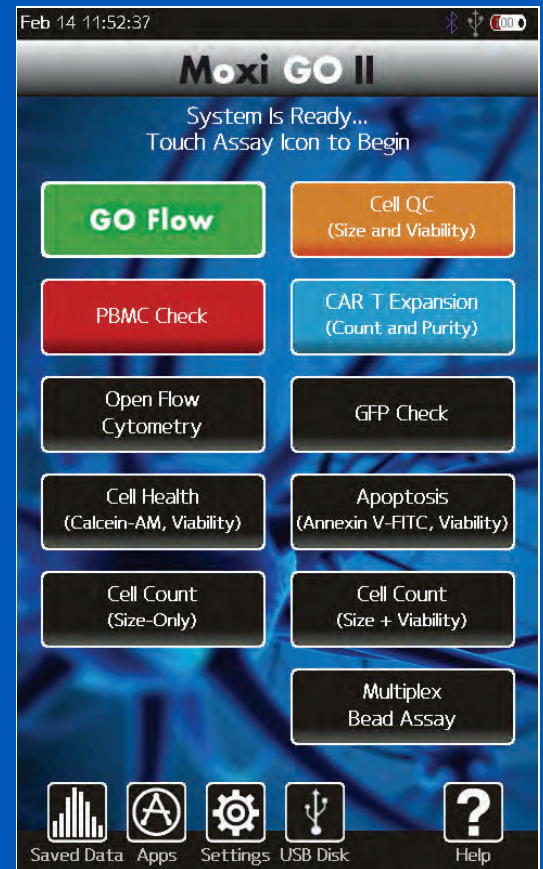 Feb 14 11:52:37
Moxi GO II
System Is Ready...
Touch Assay Icon to Begin
GO Flow
Cell QC
(Size and Viability)
PBMC Check
CAR T Expansion
(Count and Purity)
Open Flow
Cytometry
GFP Check
Cell Health
(Calcein-AM, Viability)
Apoptosis
(Annexin V-FITC, Viability)
Cell Count
(Size-Only)
Cell Count
(Size + Viability)
Multiplex
Bead Assay
Saved Data Apps Settings USB Disk Help